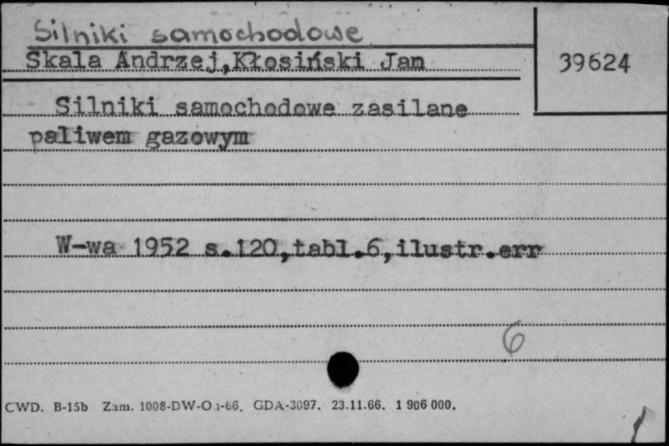 Silniki samochodowe
Skala Andrzej,Kłosiński Jan
39624
Silniki samochodowe zasilane
paliwem gazowym
W-wa 1952 s.120,tabl.6,ilustr.err
6
CWD. B-15b Zam. 1008-DW-O.-66. GDA-3097. 23.11.66. 1 906 000.